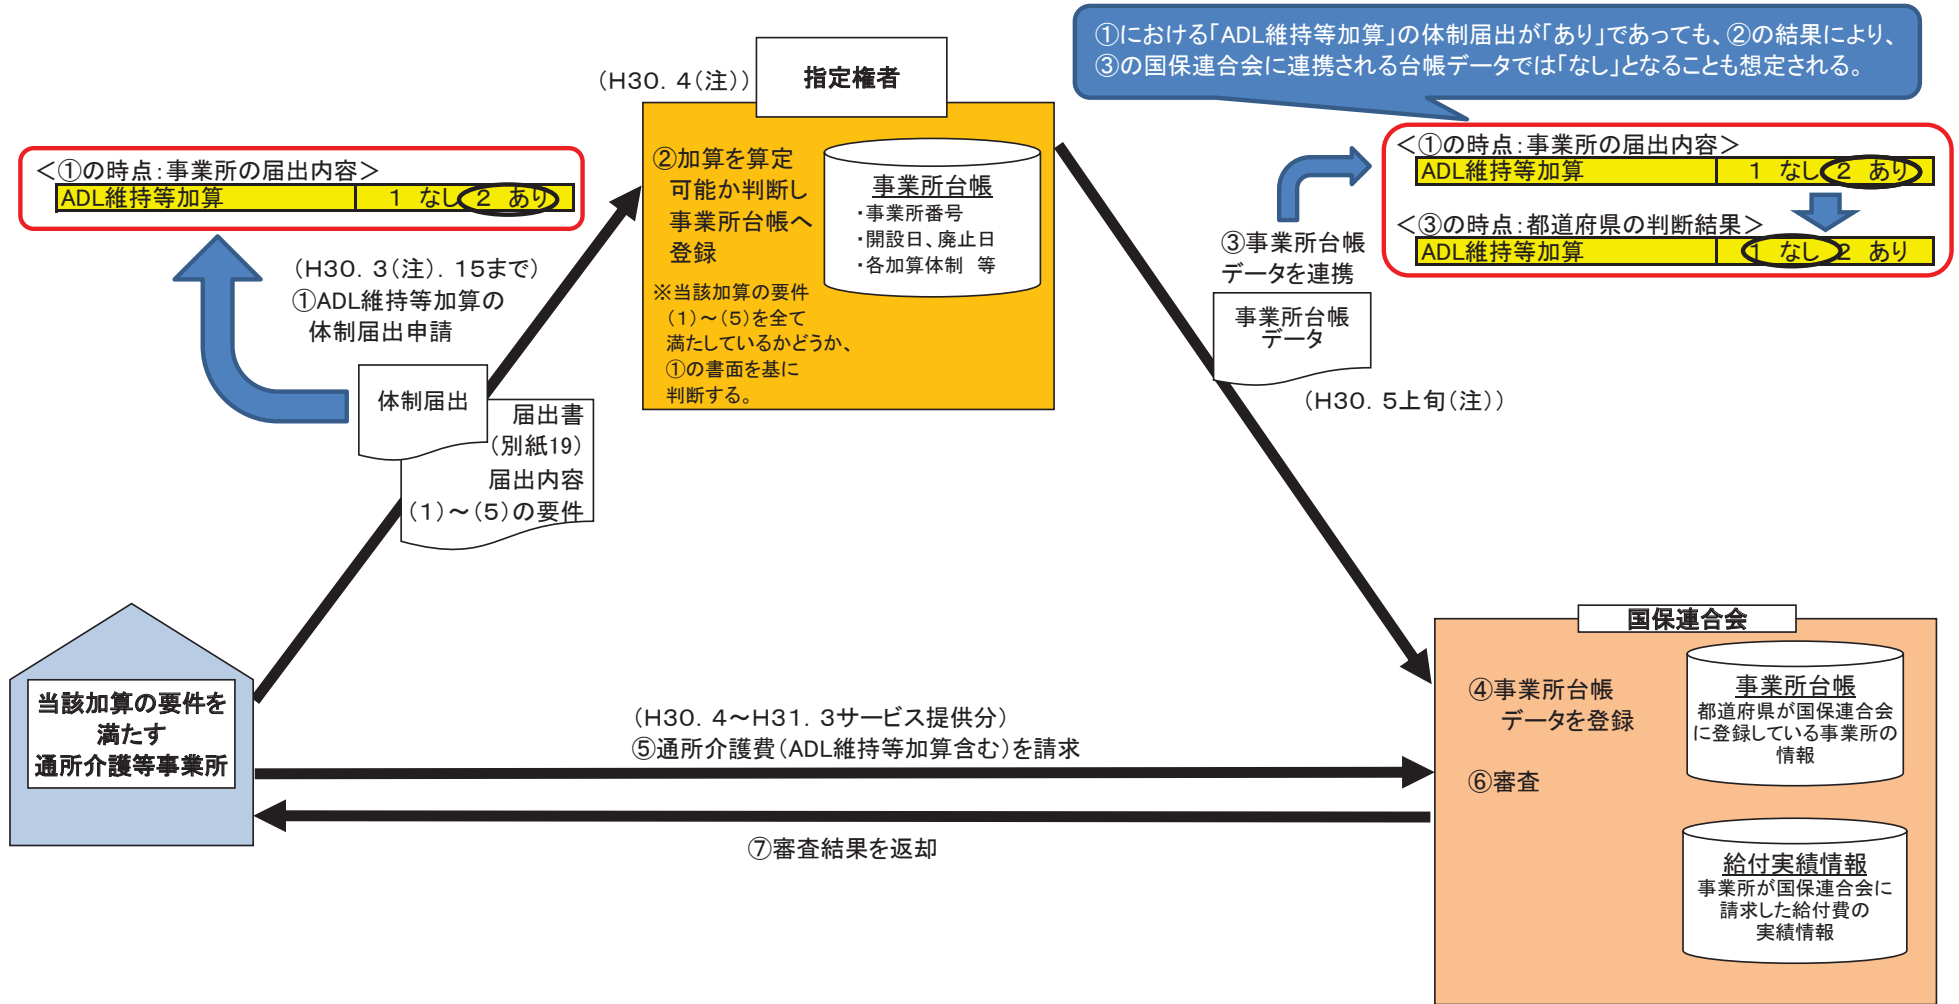 ①における「ADL維持等加算」の体制届出が「あり」であっても、②の結果により、
③の国保連合会に連携される台帳データでは「なし」となることも想定される。
(H30. 4(注))
指定権者
②加算を算定
可能か判断し
事業所台帳へ
登録
※当該加算の要件
(1)～(5)を全て
満たしているかどうか、
①の書面を基に
判断する。
事業所台帳
・事業所番号
・開設日、廃止日
・各加算体制 等
<①の時点:事業所の届出内容>
ADL維持等加算 1 なし 2 あり
(H30. 3(注). 15まで)
①ADL維持等加算の
体制届出申請
体制届出
届出書
(別紙19)
届出内容
(1)～(5)の要件
<①の時点:事業所の届出内容>
ADL維持等加算 1 なし 2 あり
<③の時点:都道府県の判断結果>
ADL維持等加算 1 なし 2 あり
③事業所台帳
データを連携
事業所台帳
データ
(H30. 5上旬(注))
当該加算の要件を
満たす
通所介護等事業所
(H30. 4～H31. 3サービス提供分)
⑤通所介護費(ADL維持等加算含む)を請求
⑦審査結果を返却
国保連合会
④事業所台帳
データを登録
⑥審査
事業所台帳
都道府県が国保連合会
に登録している事業所の
情報
給付実績情報
事業所が国保連合会に
請求した給付費の
実績情報